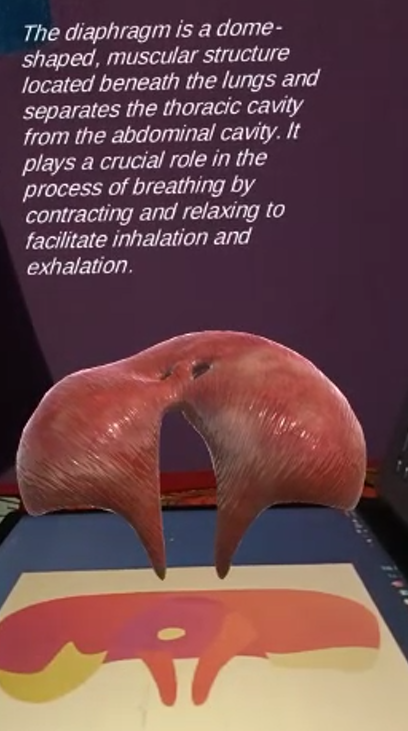 The diaphragm is a dome-
shaped, muscular structure
located beneath the lungs and
separates the thoracic cavity
from the abdominal cavity. It
plays a crucial role in the
process of breathing by
contracting and relaxing to
facilitate inhalation and
exhalation.